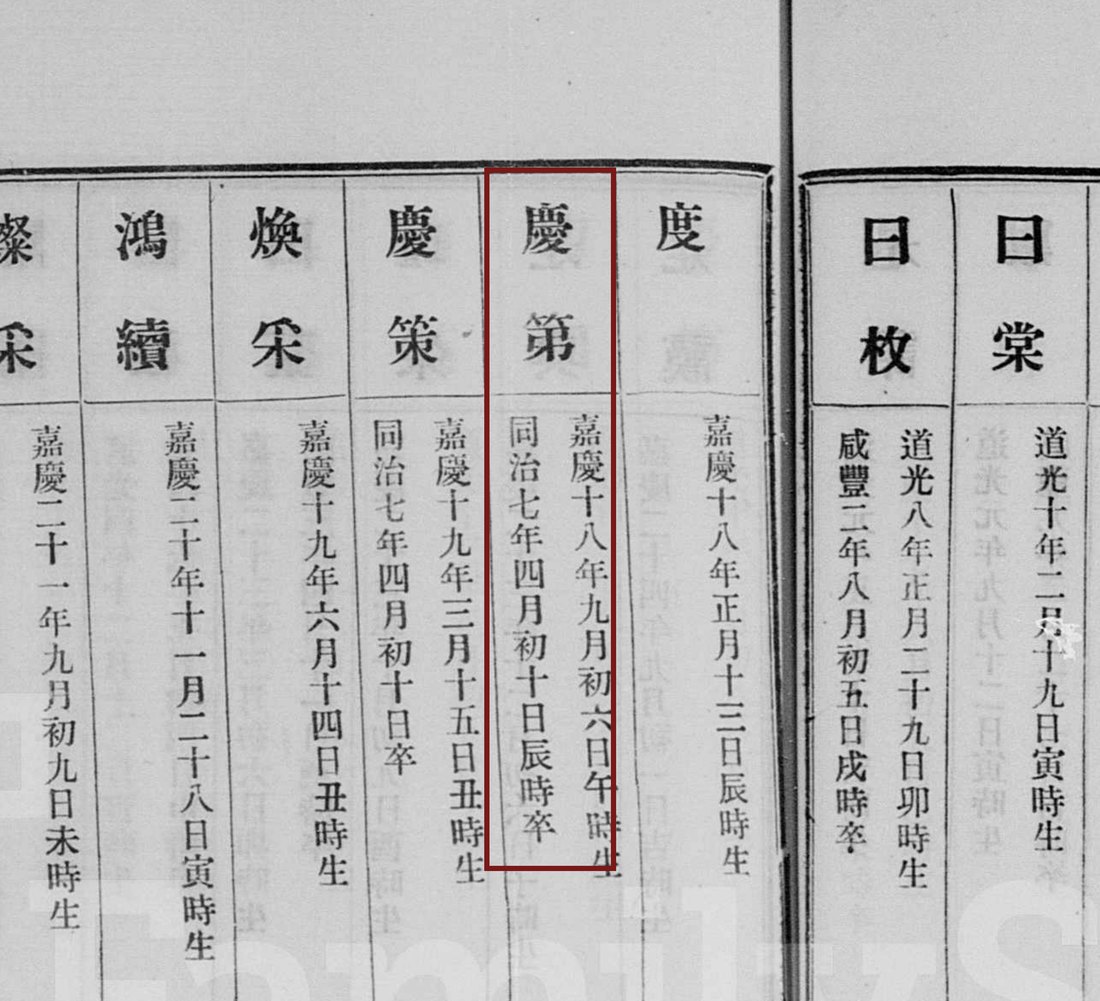 日棠
道光十年二月十九日寅時生
日枚
道光八年正月二十九日卯時生
咸豐二年八月初五日戌時卒
度
嘉慶十八年正月十三日辰時生
慶第
嘉慶十八年九月初六日午時生
同治七年四月初十日辰時卒
慶策
嘉慶十九年三月十五日丑時生
同治七年四月初十日卒
煥采
嘉慶十九年六月十四日丑時生
鴻續
嘉慶二十年十一月二十八日寅時生
燦采
嘉慶二十一年九月初九日未時生
FamilyS